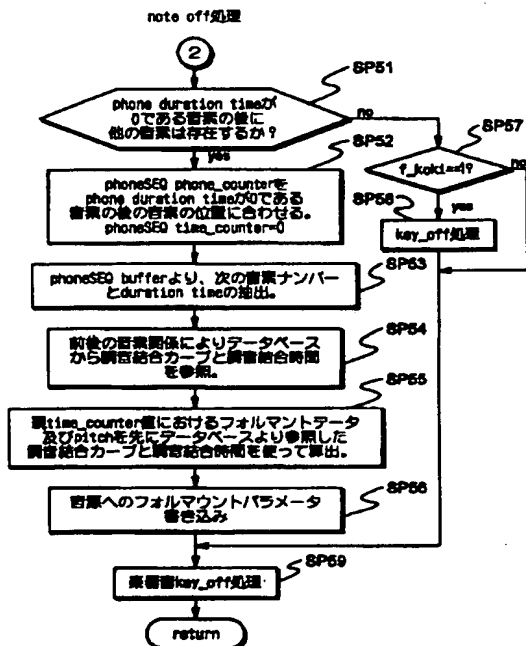 note off処理
2
SP51
phone duration timeが
0である音素の後に
他の音素は存在するか？
no
yes
SP52
phoneSEQ phone_counterを
phone duration timeが0である
音素の後の音素の位置に合わせる。
phoneSEQ time_counter=0
SP57
f_koki==1?
no
yes
SP58
key_off処理
SP53
phoneSEQ bufferより、次の音素ナンバー
とduration timeの抽出。
SP54
前後の音素関係によりデータベース
から調音結合カーブと調音結合時間
を参照。
SP55
現time_counter値におけるフォルマントデータ
及びpitchを先にデータベースより参照した
調音結合カーブと調音結合時間を使って算出。
SP56
音源へのフォルマウントパラメータ
書き込み
SP59
楽器音key_off処理
return